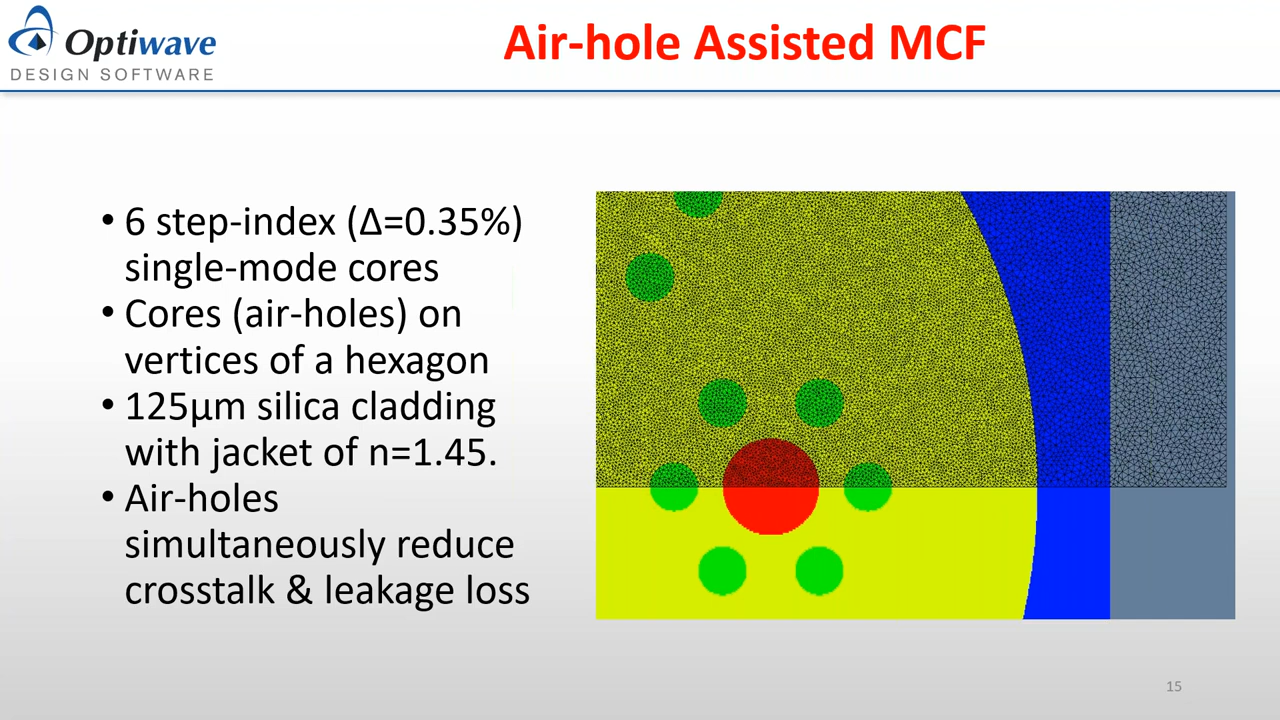 Optiwave
DESIGN SOFTWARE
Air-hole Assisted MCF
• 6 step-index (Δ=0.35%)
single-mode cores
• Cores (air-holes) on
vertices of a hexagon
• 125µm silica cladding
with jacket of n=1.45.
• Air-holes
simultaneously reduce
crosstalk & leakage loss
15